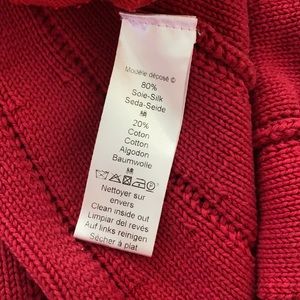 Modèle déposé ©
80%
Soie-Silk
Seda-Seide
20%
Coton
Cotton
Algodon
Baumwolle
Nettoyer sur
envers
Clean inside out
Limpiar del revés
Auf links reinigen
Sécher à plat